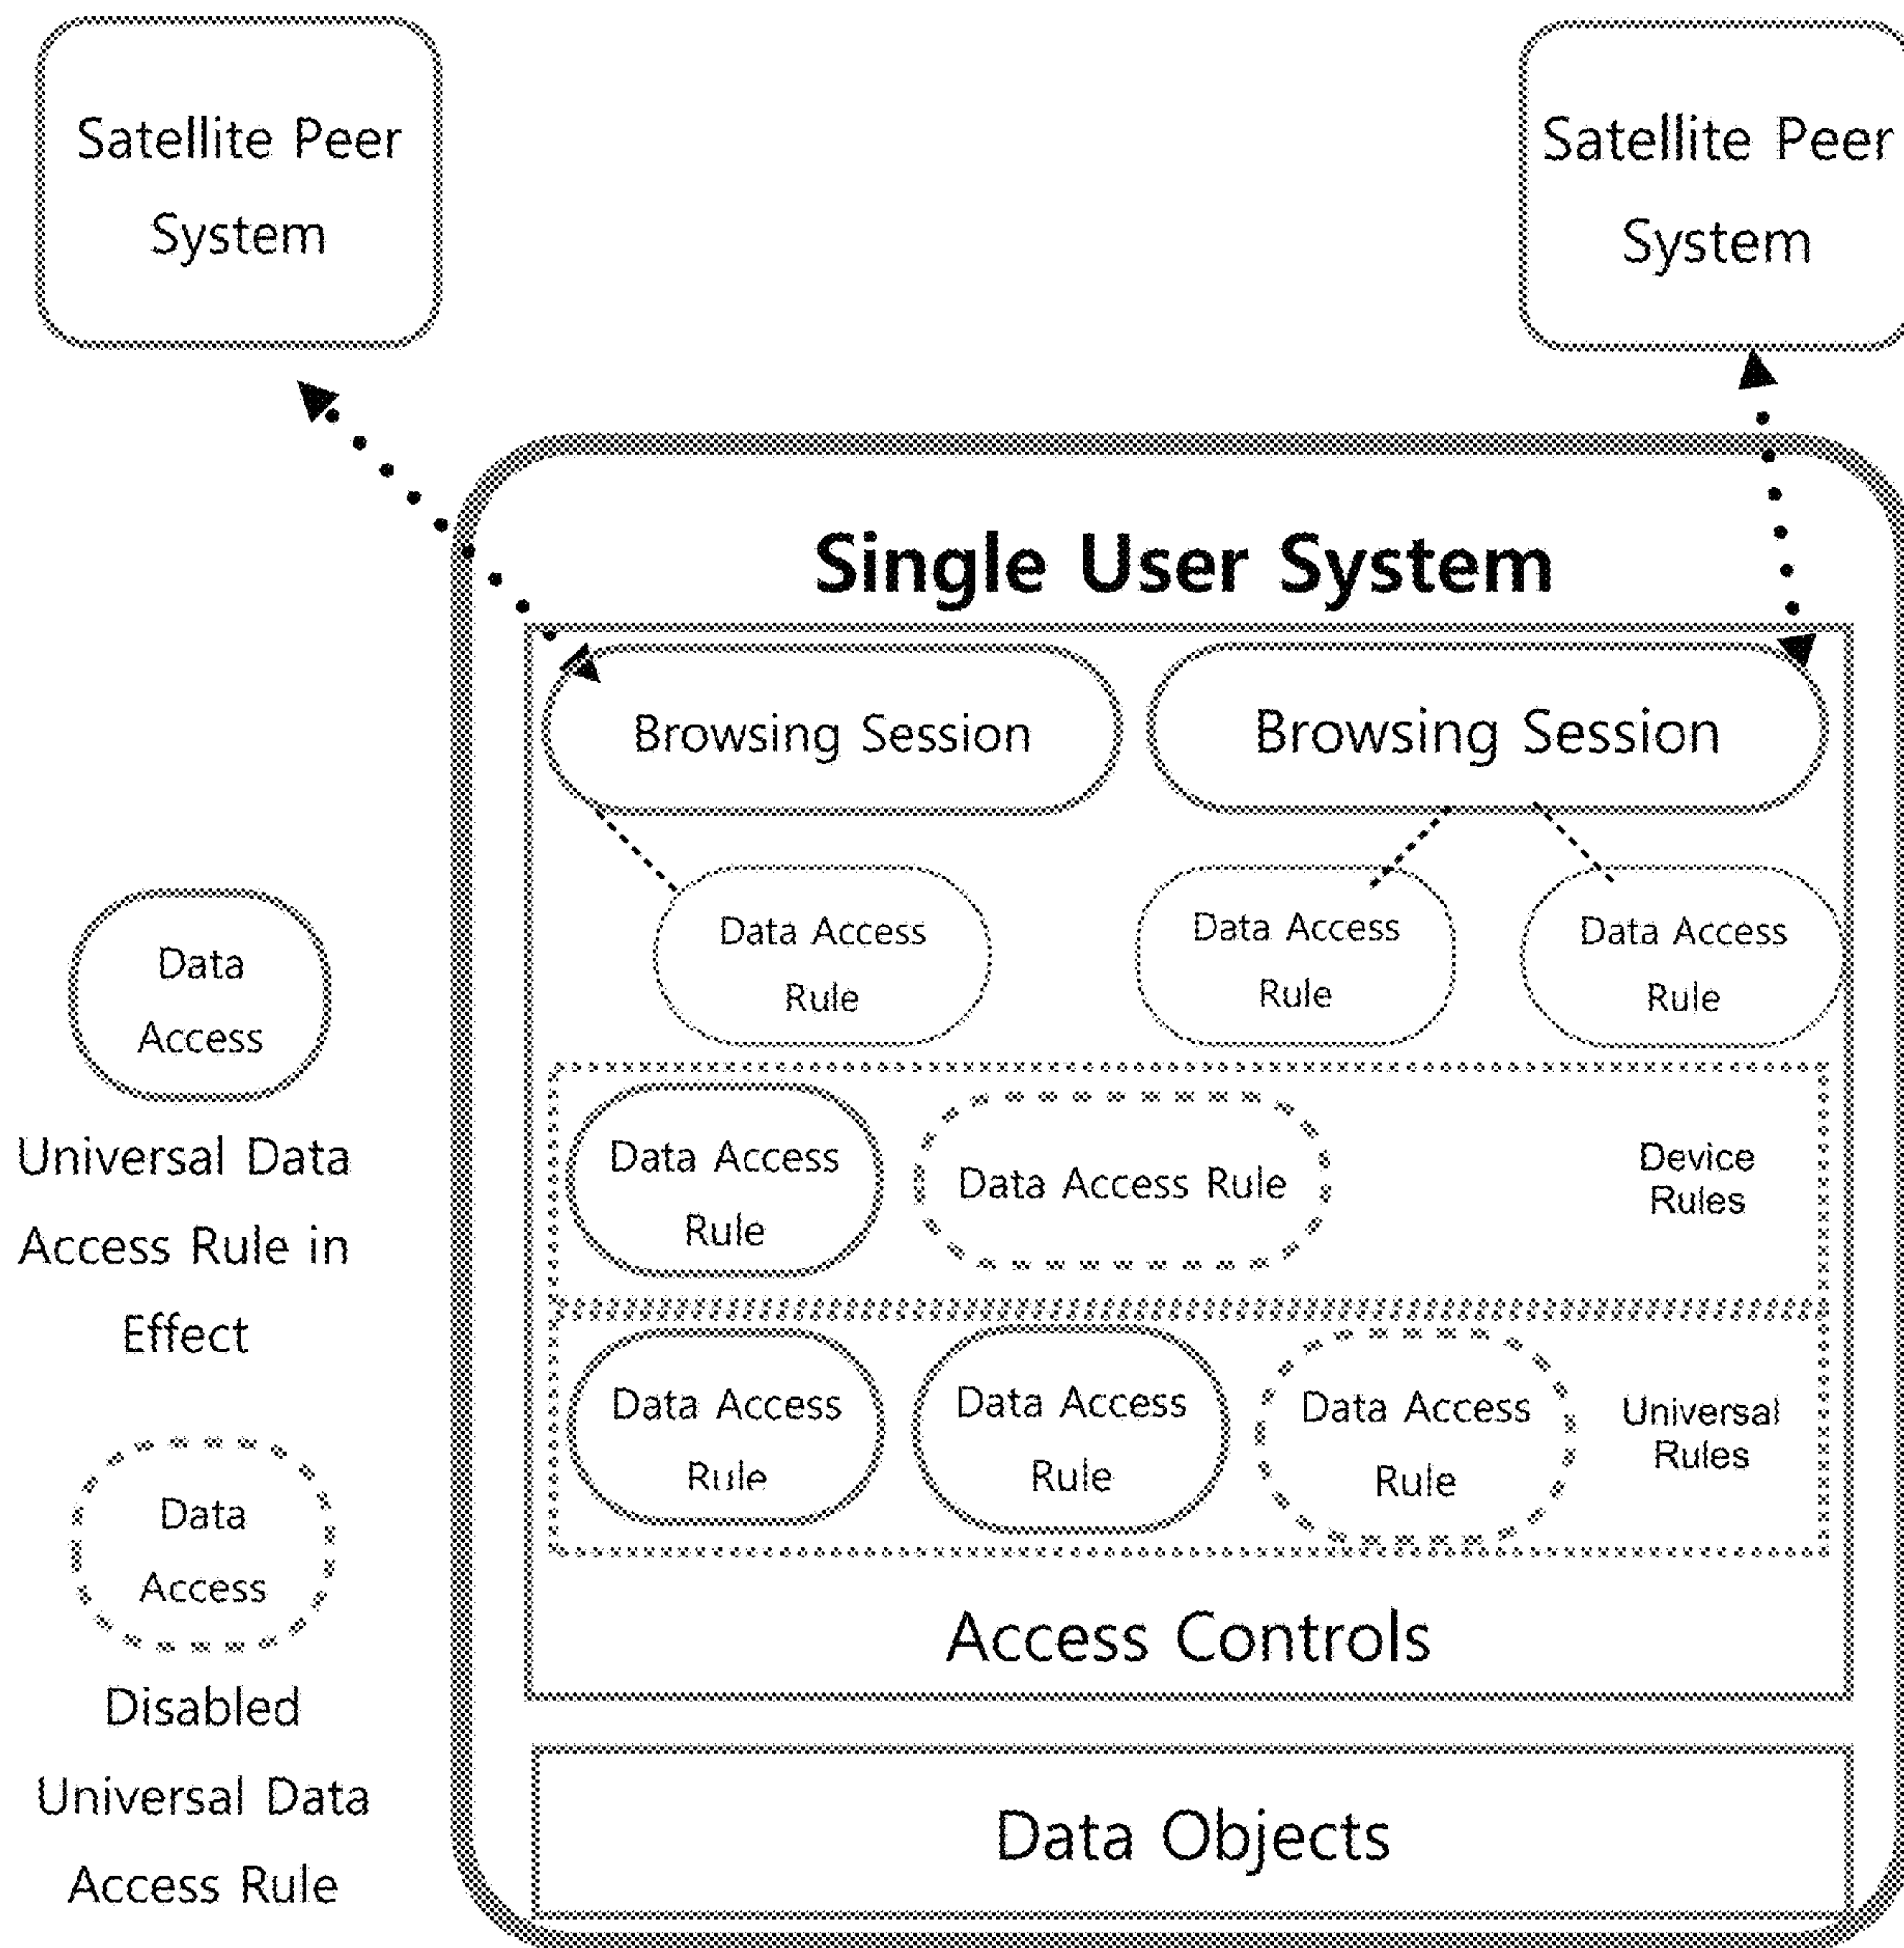 Satellite Peer
System
Satellite Peer
System
Single User System
Browsing Session
Browsing Session
Data Access
Rule
Data Access
Rule
Data Access
Rule
Data Access
Rule
Data Access Rule
Device
Rules
Data Access
Rule
Data Access
Rule
Data Access
Rule
Universal
Rules
Access Controls
Data Objects
Data
Access
Universal Data
Access Rule in
Effect
Data
Access
Disabled
Universal Data
Access Rule